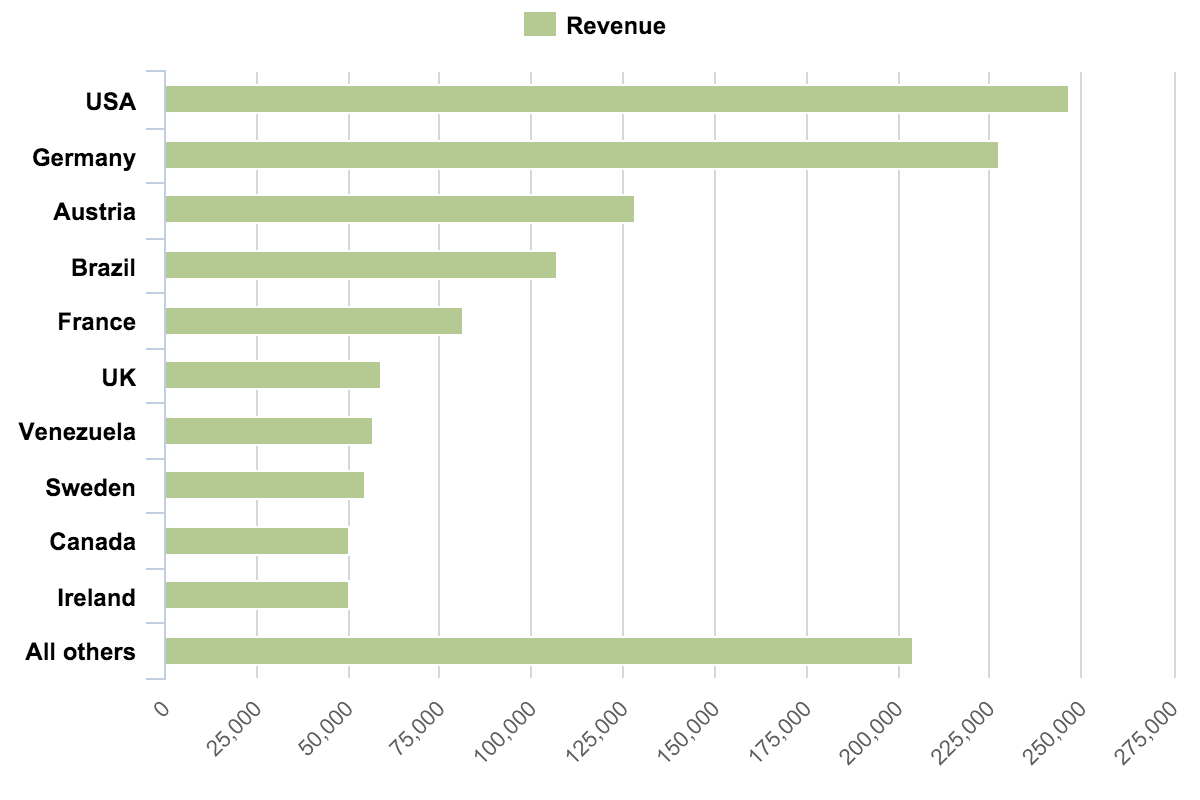 Revenue
USA
Germany
Austria
Brazil
France
UK
Venezuela
Sweden
Canada
Ireland
All others
0
25,000
50,000
75,000
100,000
125,000
150,000
175,000
200,000
225,000
250,000
275,000